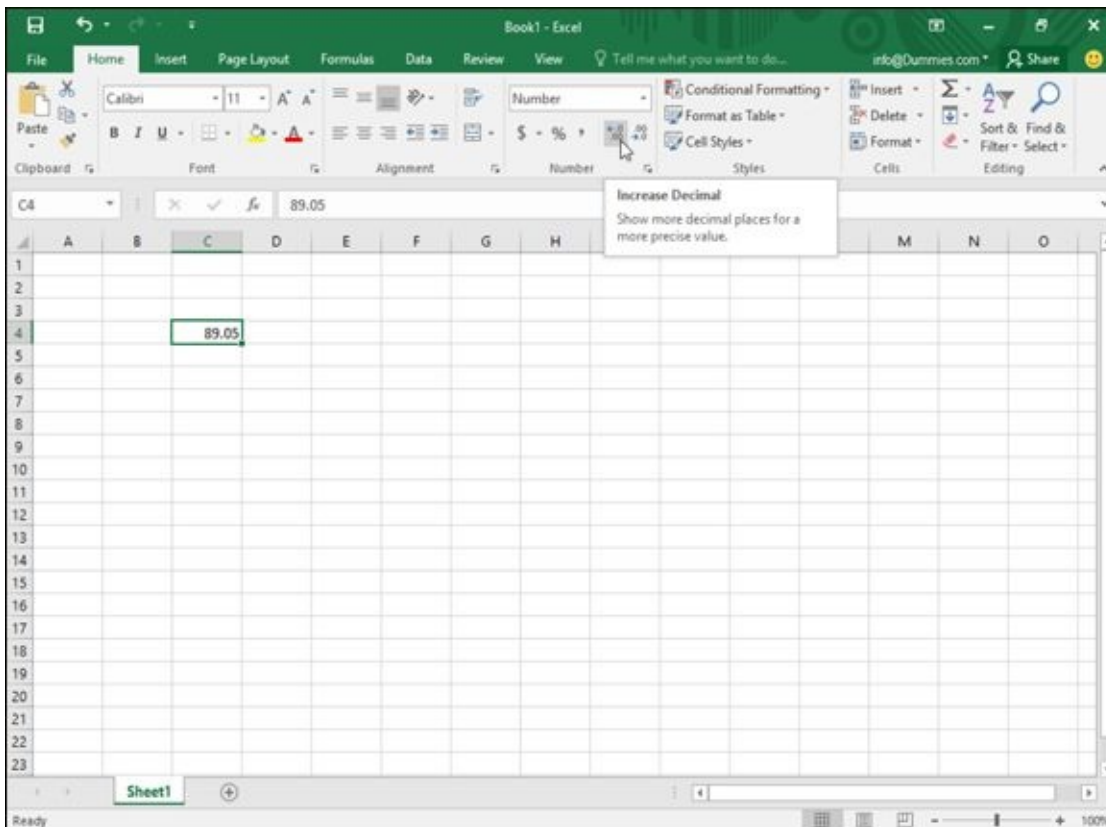 Book1 - Excel
File Home Insert Page Layout Formulas Data Review View Tell me what you want to do... info@Dummies.com Share
Calibri 11 A A Number Conditional Formatting Insert Σ A Z
Format as Table Delete
Paste B I U A $ % , Cell Styles Format Sort & Filter Find & Select
Clipboard Font Alignment Number Styles Cells Editing
C4 fx 89.05
Increase Decimal
Show more decimal places for a
more precise value.
A B C D E F G H M N O
1
2
3
4 89.05
5
6
7
8
9
10
11
12
13
14
15
16
17
18
19
20
21
22
23
Sheet1
Ready 100%